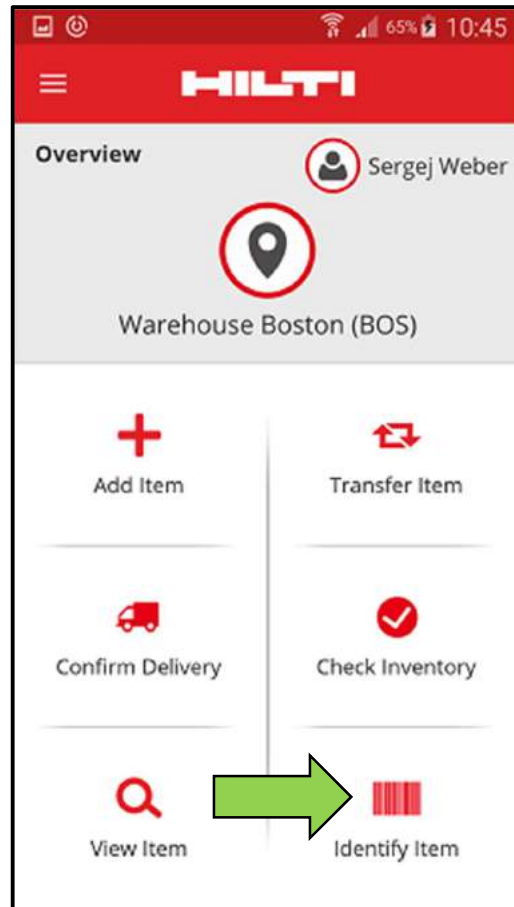 65% 10:45
HILTI
Overview
Sergej Weber
Warehouse Boston (BOS)
Add Item
Transfer Item
Confirm Delivery
Check Inventory
View Item
Identify Item